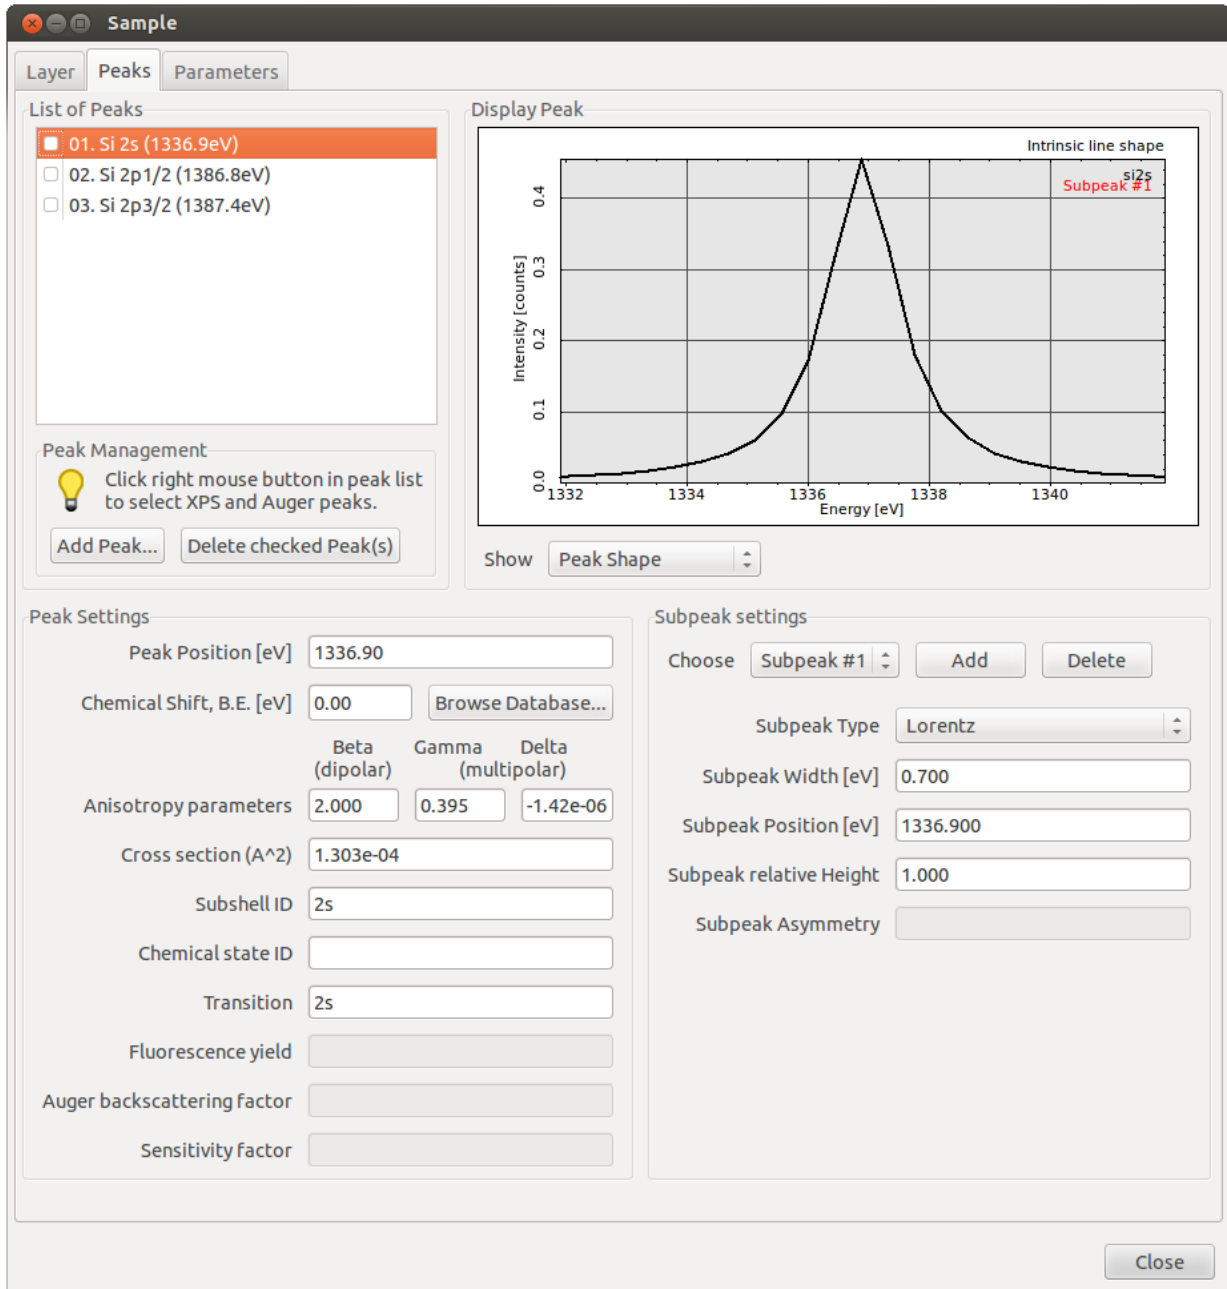 Sample
Layer Peaks Parameters
List of Peaks
01. Si 2s (1336.9eV)
02. Si 2p1/2 (1386.8eV)
03. Si 2p3/2 (1387.4eV)
Peak Management
Click right mouse button in peak list
to select XPS and Auger peaks.
Add Peak... Delete checked Peak(s)
Display Peak
Intrinsic line shape
si2s
Subpeak #1
Intensity [counts]
0.4
0.3
0.2
0.1
0.0
1332 1334 1336 1338 1340
Energy [eV]
Show Peak Shape
Peak Settings
Peak Position [eV] 1336.90
Chemical Shift, B.E. [eV] 0.00 Browse Database...
Beta Gamma Delta
(dipolar) (multipolar)
Anisotropy parameters 2.000 0.395 -1.42e-06
Cross section (A^2) 1.303e-04
Subshell ID 2s
Chemical state ID
Transition 2s
Fluorescence yield
Auger backscattering factor
Sensitivity factor
Subpeak settings
Choose Subpeak #1 Add Delete
Subpeak Type Lorentz
Subpeak Width [eV] 0.700
Subpeak Position [eV] 1336.900
Subpeak relative Height 1.000
Subpeak Asymmetry
Close